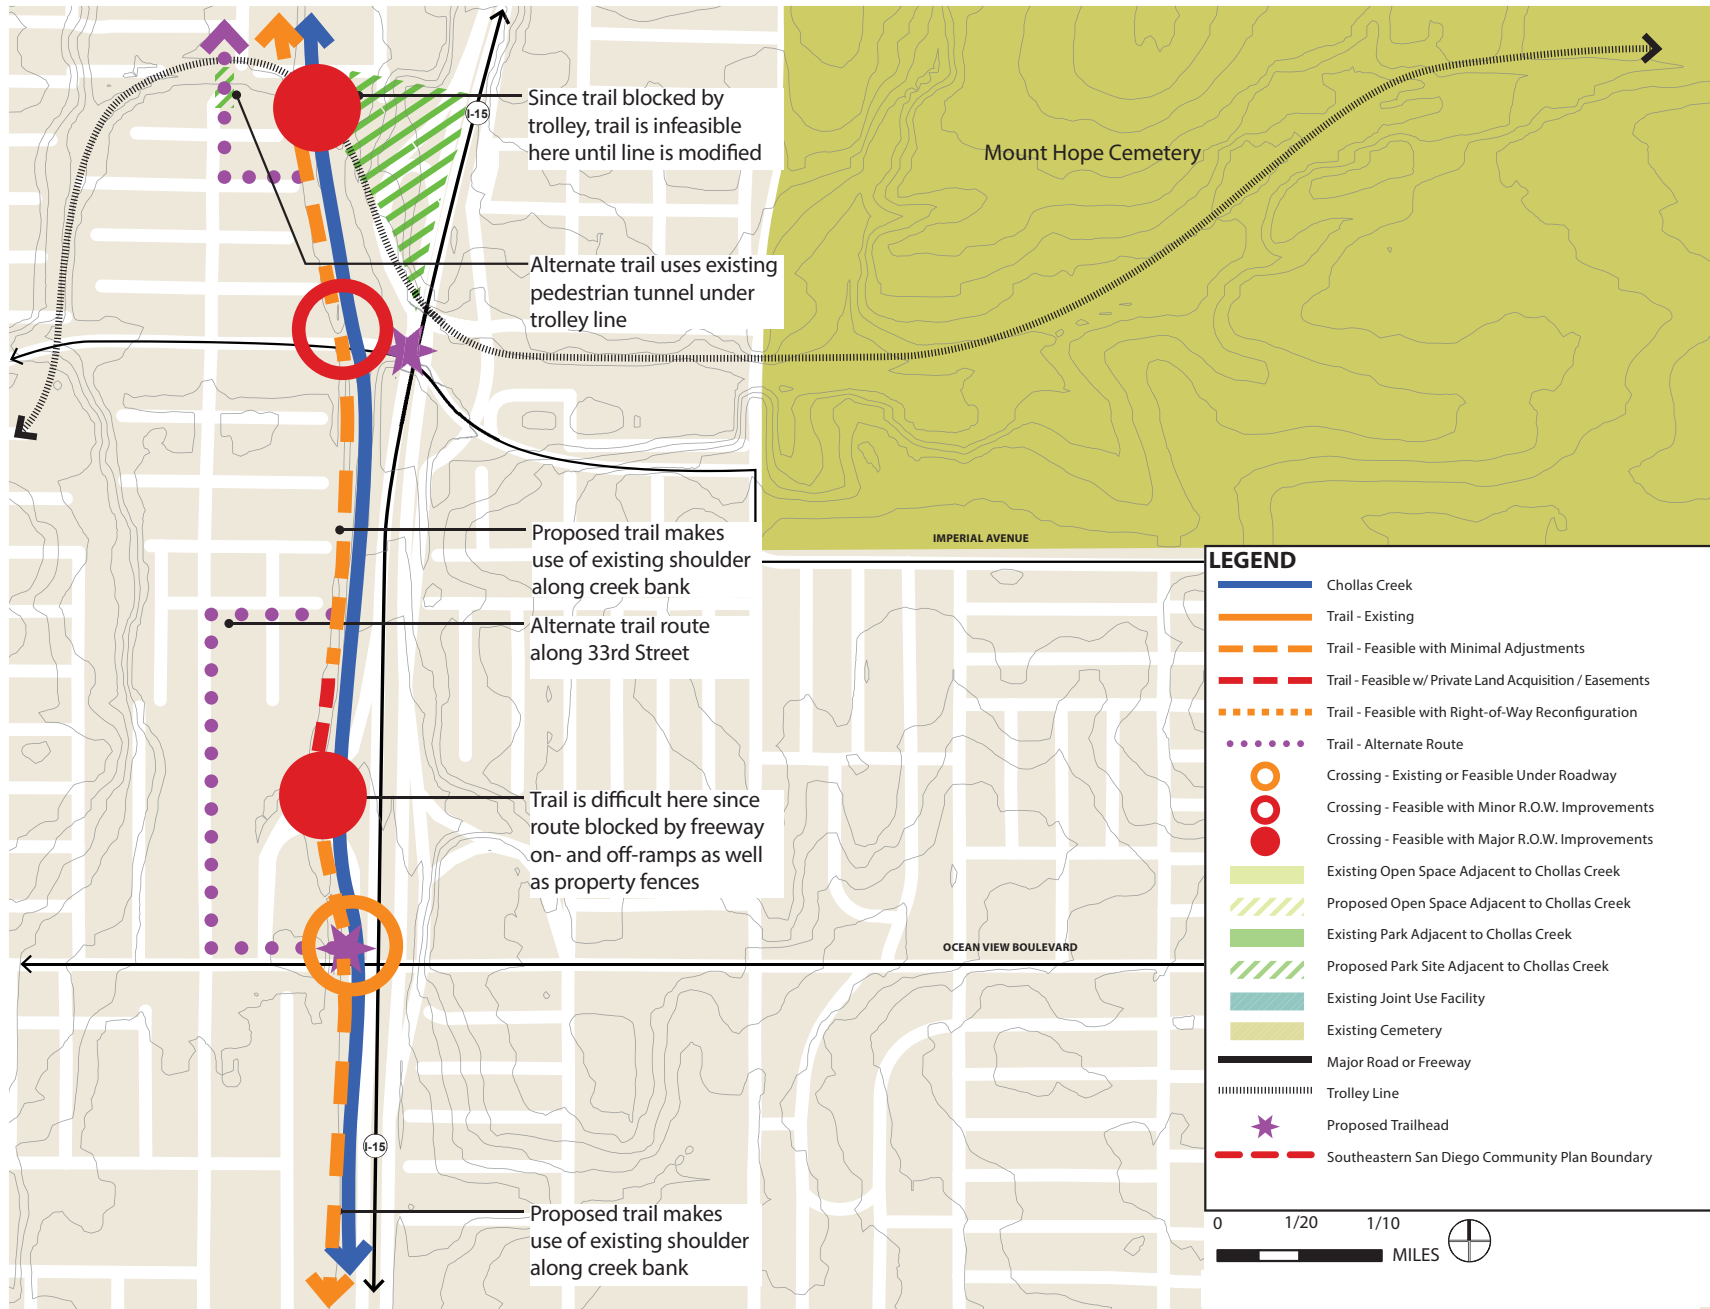 I-15
Since trail blocked by
trolley, trail is infeasible
here until line is modified
Mount Hope Cemetery
Alternate trail uses existing
pedestrian tunnel under
trolley line
Proposed trail makes
use of existing shoulder
along creek bank
IMPERIAL AVENUE
Alternate trail route
along 33rd Street
Trail is difficult here since
route blocked by freeway
on- and off-ramps as well
as property fences
OCEAN VIEW BOULEVARD
I-15
Proposed trail makes
use of existing shoulder
along creek bank
LEGEND
Chollas Creek
Trail - Existing
Trail - Feasible with Minimal Adjustments
Trail - Feasible w/ Private Land Acquisition / Easements
Trail - Feasible with Right-of-Way Reconfiguration
Trail - Alternate Route
Crossing - Existing or Feasible Under Roadway
Crossing - Feasible with Minor R.O.W. Improvements
Crossing - Feasible with Major R.O.W. Improvements
Existing Open Space Adjacent to Chollas Creek
Proposed Open Space Adjacent to Chollas Creek
Existing Park Adjacent to Chollas Creek
Proposed Park Site Adjacent to Chollas Creek
Existing Joint Use Facility
Existing Cemetery
Major Road or Freeway
Trolley Line
Proposed Trailhead
Southeastern San Diego Community Plan Boundary
0 1/20 1/10
MILES